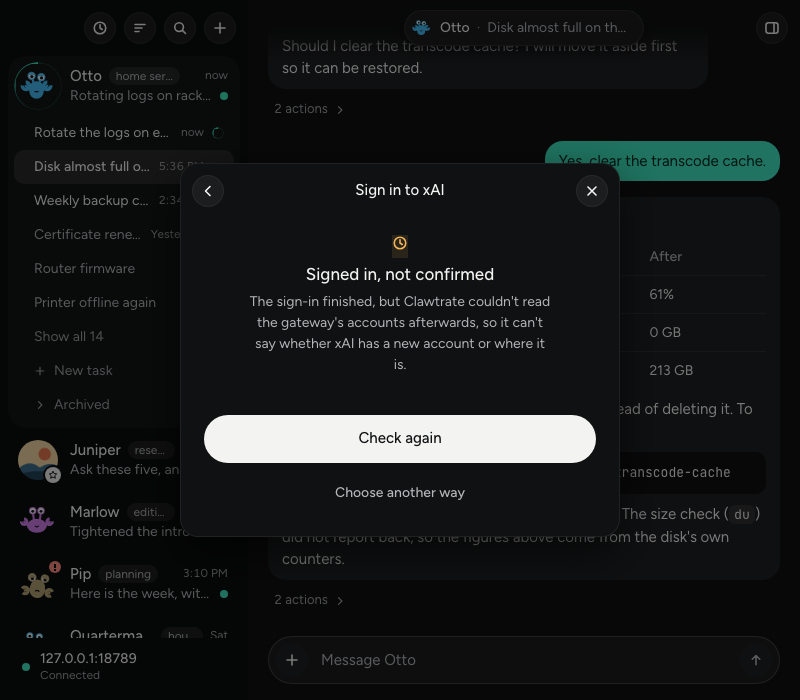 Otto · Disk almost full on th...
Otto home ser... now
Rotating logs on rack...
Rotate the logs on e... now
Disk almost full o... 5:36 PM
Weekly backup c... 2:34
Certificate rene... Yeste
Router firmware
Printer offline again
Show all 14
+ New task
Archived
Juniper rese...
Ask these five, an
Marlow editi...
Tightened the intro
Pip planning 3:10 PM
Here is the week, wit...
Quarterma hou... Sat
127.0.0.1:18789
Connected
Should I clear the transcode cache? I will move it aside first
so it can be restored.
2 actions
Yes, clear the transcode cache.
After
61%
0 GB
213 GB
ead of deleting it. To
transcode-cache
The size check ( du )
did not report back, so the figures above come from the disk's own
counters.
2 actions
Message Otto
Sign in to xAI
Signed in, not confirmed
The sign-in finished, but Clawtrate couldn't read
the gateway's accounts afterwards, so it can't
say whether xAI has a new account or where it
is.
Check again
Choose another way